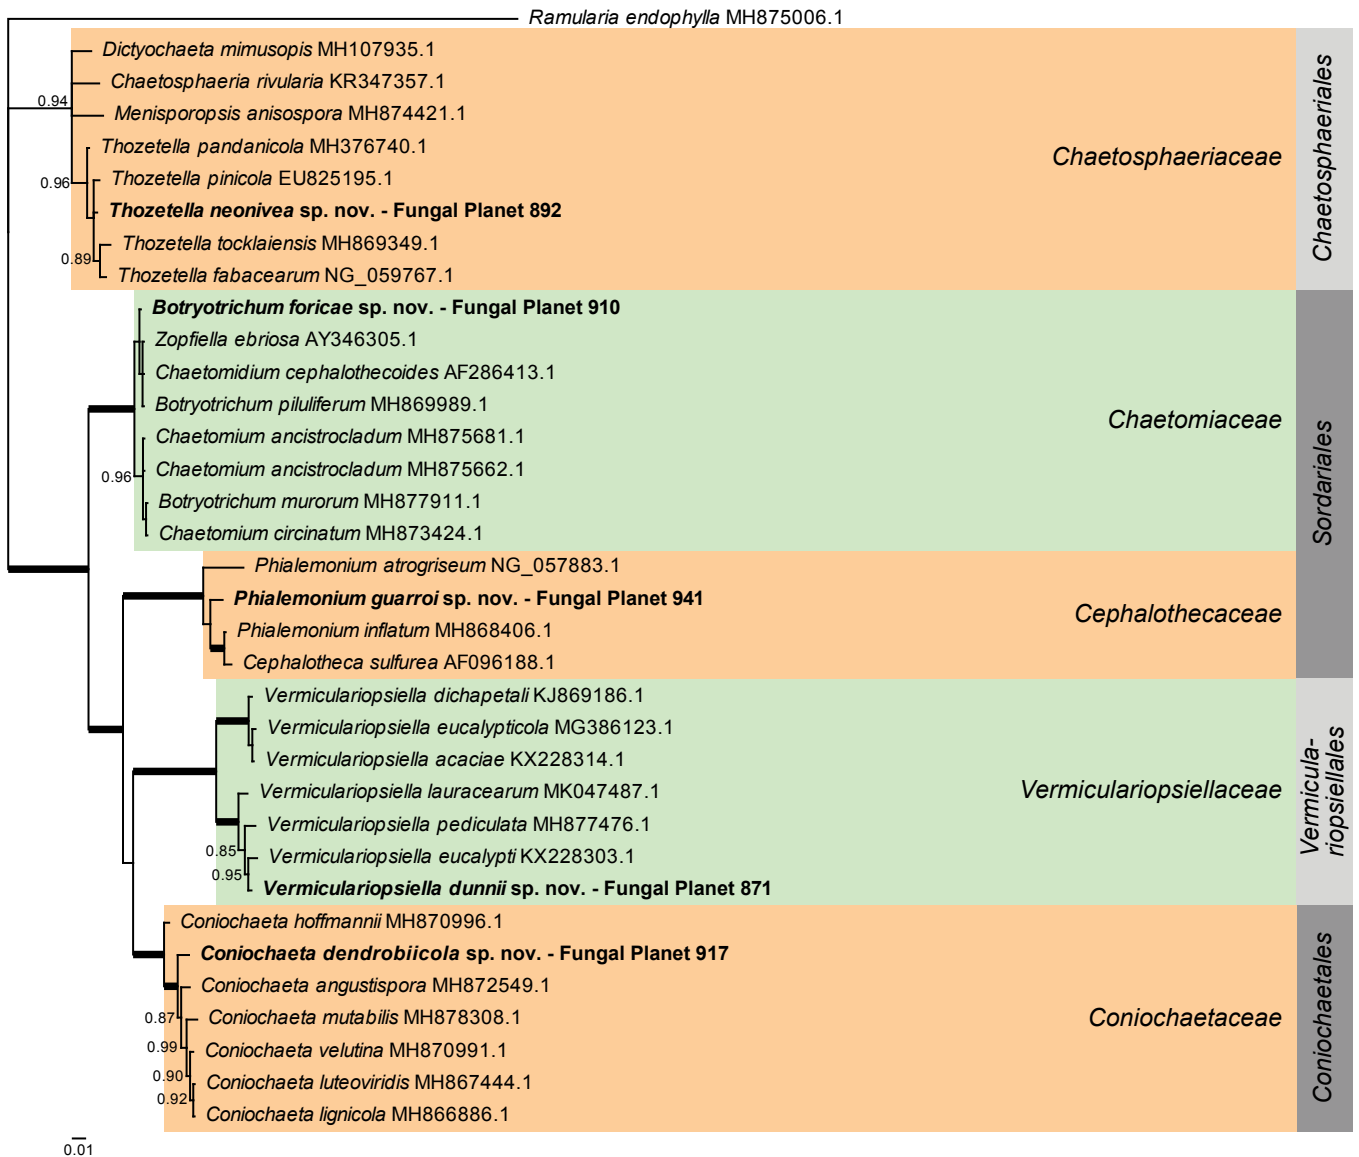 Ramularia endophylla MH875006.1
Dictyochaeta mimusopis MH107935.1
Chaetosphaeria rivularia KR347357.1
0.94
Menisporopsis anisospora MH874421.1
Thozetella pandanicola MH376740.1
Chaetosphaeriaceae
Chaetosphaeriales
Thozetella pinicola EU825195.1
0.96
Thozetella neonivea sp. nov. - Fungal Planet 892
Thozetella tocklaiensis MH869349.1
0.89
Thozetella fabacearum NG_059767.1
Botryotrichum foricae sp. nov. - Fungal Planet 910
Zopfiella ebriosa AY346305.1
Chaetomidium cephalothecoides AF286413.1
Botryotrichum piluliferum MH869989.1
Chaetomiaceae
Chaetomium ancistrocladum MH875681.1
Chaetomium ancistrocladum MH875662.1
0.96
Sordariales
Botryotrichum murorum MH877911.1
Chaetomium circinatum MH873424.1
Phialemonium atrogriseum NG_057883.1
Phialemonium guarroi sp. nov. - Fungal Planet 941
Cephalothecaceae
Phialemonium inflatum MH868406.1
Cephalotheca sulfurea AF096188.1
Vermiculariopsiella dichapetali KJ869186.1
Vermiculariopsiella eucalypticola MG386123.1
Vermiculariopsiella acaciae KX228314.1
Vermiculariopsiellaceae
Vermicula-
riopsiellales
Vermiculariopsiella lauracearum MK047487.1
Vermiculariopsiella pediculata MH877476.1
0.85
Vermiculariopsiella eucalypti KX228303.1
0.95
Vermiculariopsiella dunnii sp. nov. - Fungal Planet 871
Coniochaeta hoffmannii MH870996.1
Coniochaeta dendrobiicola sp. nov. - Fungal Planet 917
Coniochaeta angustispora MH872549.1
0.87
Coniochaeta mutabilis MH878308.1
Coniochaetaceae
Coniochaetales
0.99
Coniochaeta velutina MH870991.1
0.90
Coniochaeta luteoviridis MH867444.1
0.92
Coniochaeta lignicola MH866886.1
0.01